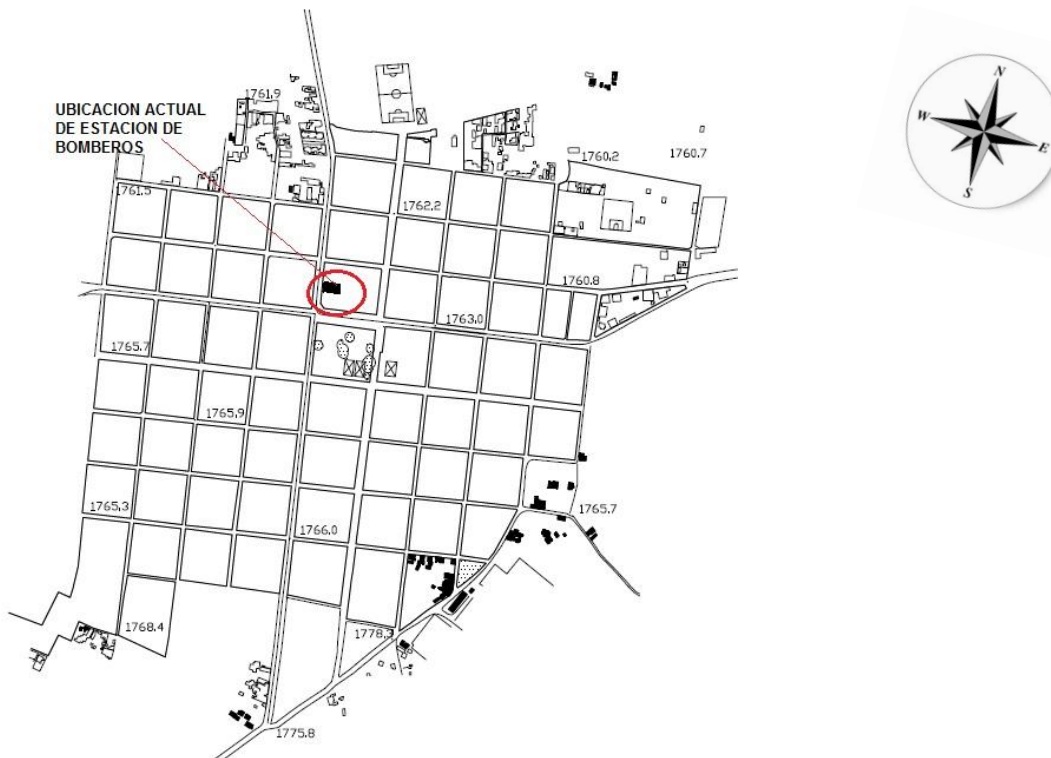 1761.9
UBICACION ACTUAL
DE ESTACION DE
BOMBEROS
N
W
E
S
1760.2
1760.7
1761.5
1762.2
1760.8
1763.0
1765.7
1765.9
1765.3
1765.7
1766.0
1768.4
1778.3
1775.8